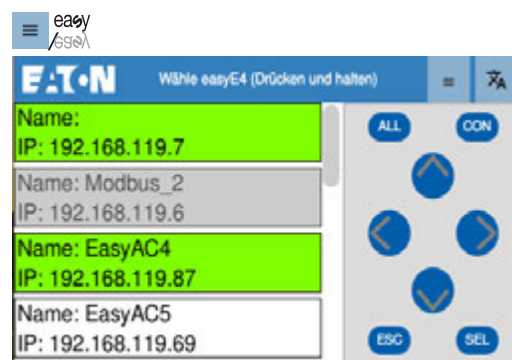 easy
easy
EATON
Wähle easyE4 (Drücken und halten)
Name:
IP: 192.168.119.7
ALL
CON
Name: Modbus_2
IP: 192.168.119.6
Name: EasyAC4
IP: 192.168.119.87
Name: EasyAC5
IP: 192.168.119.69
ESC
SEL